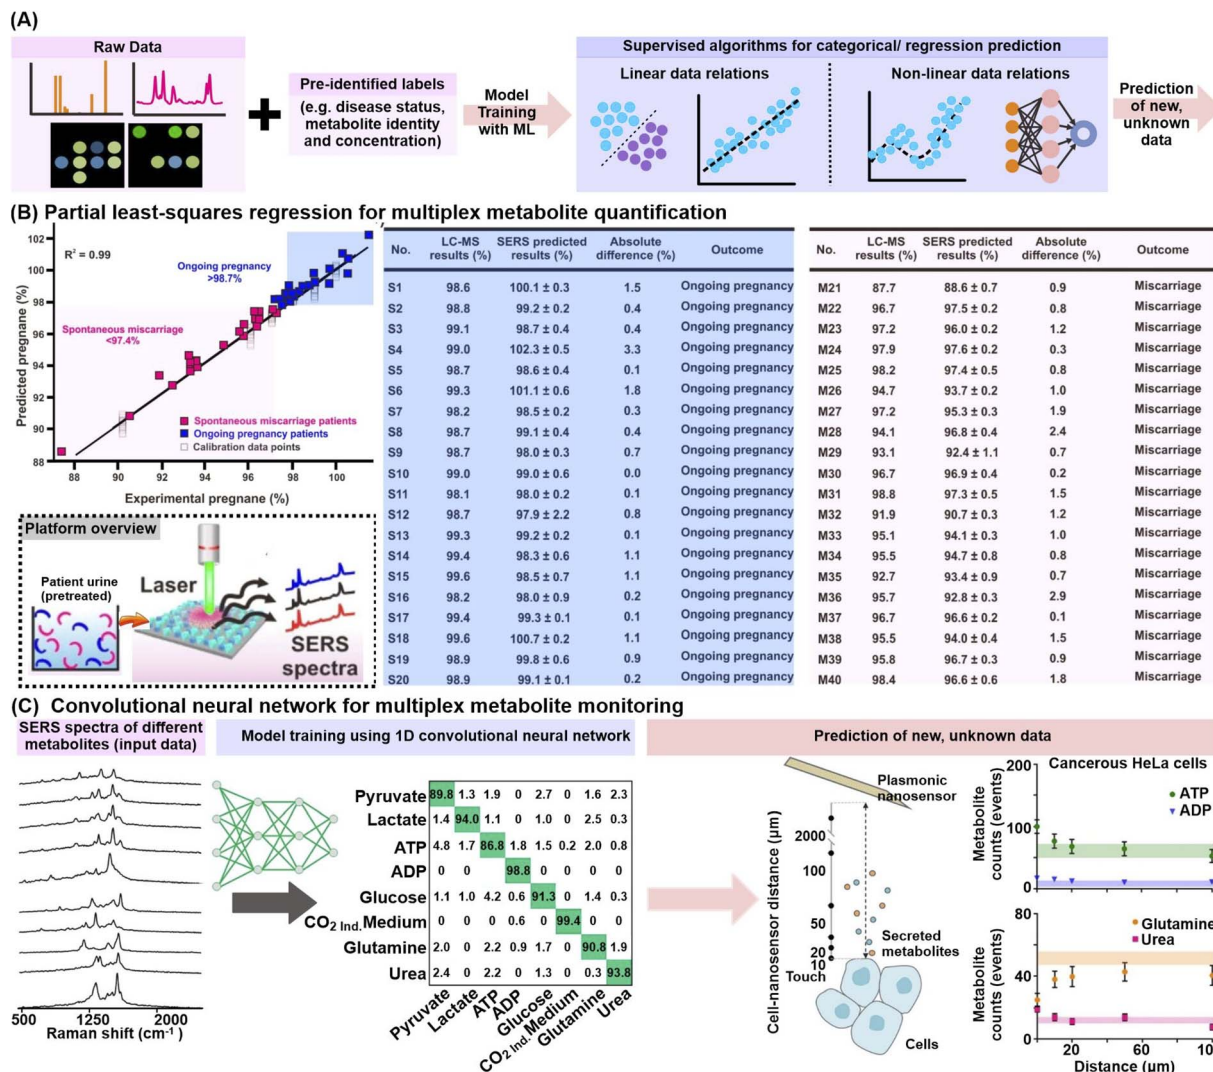 (A)
Raw Data
Pre-identified labels
(e.g. disease status,
metabolite identity
and concentration)
Model
Training
with ML
Supervised algorithms for categorical/ regression prediction
Linear data relations
Non-linear data relations
Prediction
of new,
unknown
data
(B) Partial least-squares regression for multiplex metabolite quantification
Predicted pregnane (%)
102
100
98
96
94
92
90
88
R² = 0.99
Ongoing pregnancy
>98.7%
Spontaneous miscarriage
<97.4%
Spontaneous miscarriage patients
Ongoing pregnancy patients
Calibration data points
88 90 92 94 96 98 100
Experimental pregnane (%)
Platform overview
Patient urine
(pretreated)
Laser
SERS
spectra
No. LC-MS results (%) SERS predicted results (%) Absolute difference (%) Outcome
S1 98.6 100.1 ± 0.3 1.5 Ongoing pregnancy
S2 98.8 99.2 ± 0.2 0.4 Ongoing pregnancy
S3 99.1 98.7 ± 0.4 0.4 Ongoing pregnancy
S4 99.0 102.3 ± 0.5 3.3 Ongoing pregnancy
S5 98.7 98.6 ± 0.4 0.1 Ongoing pregnancy
S6 99.3 101.1 ± 0.6 1.8 Ongoing pregnancy
S7 98.2 98.5 ± 0.2 0.3 Ongoing pregnancy
S8 98.7 99.1 ± 0.4 0.4 Ongoing pregnancy
S9 98.7 98.0 ± 0.3 0.7 Ongoing pregnancy
S10 99.0 99.0 ± 0.6 0.0 Ongoing pregnancy
S11 98.1 98.0 ± 0.2 0.1 Ongoing pregnancy
S12 98.7 97.9 ± 2.2 0.8 Ongoing pregnancy
S13 99.3 99.2 ± 0.2 0.1 Ongoing pregnancy
S14 99.4 98.3 ± 0.6 1.1 Ongoing pregnancy
S15 99.6 98.5 ± 0.7 1.1 Ongoing pregnancy
S16 98.2 98.0 ± 0.9 0.2 Ongoing pregnancy
S17 99.4 99.3 ± 0.1 0.1 Ongoing pregnancy
S18 99.6 100.7 ± 0.2 1.1 Ongoing pregnancy
S19 98.9 99.8 ± 0.6 0.9 Ongoing pregnancy
S20 98.9 99.1 ± 0.1 0.2 Ongoing pregnancy
No. LC-MS results (%) SERS predicted results (%) Absolute difference (%) Outcome
M21 87.7 88.6 ± 0.7 0.9 Miscarriage
M22 96.7 97.5 ± 0.2 0.8 Miscarriage
M23 97.2 96.0 ± 0.2 1.2 Miscarriage
M24 97.9 97.6 ± 0.2 0.3 Miscarriage
M25 98.2 97.4 ± 0.5 0.8 Miscarriage
M26 94.7 93.7 ± 0.2 1.0 Miscarriage
M27 97.2 95.3 ± 0.3 1.9 Miscarriage
M28 94.1 96.8 ± 0.4 2.4 Miscarriage
M29 93.1 92.4 ± 1.1 0.7 Miscarriage
M30 96.7 96.9 ± 0.4 0.2 Miscarriage
M31 98.8 97.3 ± 0.5 1.5 Miscarriage
M32 91.9 90.7 ± 0.3 1.2 Miscarriage
M33 95.1 94.1 ± 0.3 1.0 Miscarriage
M34 95.5 94.7 ± 0.8 0.8 Miscarriage
M35 92.7 93.4 ± 0.9 0.7 Miscarriage
M36 95.7 92.8 ± 0.3 2.9 Miscarriage
M37 96.7 96.6 ± 0.2 0.1 Miscarriage
M38 95.5 94.0 ± 0.4 1.5 Miscarriage
M39 95.8 96.7 ± 0.3 0.9 Miscarriage
M40 98.4 96.6 ± 0.6 1.8 Miscarriage
(C) Convolutional neural network for multiplex metabolite monitoring
SERS spectra of different
metabolites (input data)
500 1250 2000
Raman shift (cm⁻¹)
Model training using 1D convolutional neural network
Pyruvate 89.8 1.3 1.9 0 2.7 0 1.6 2.3
Lactate 1.4 94.0 1.1 0 1.0 0 2.5 0.3
ATP 4.8 1.7 86.8 1.8 1.5 0.2 2.0 0.8
ADP 0 0 0 98.8 0 0 0 0
Glucose 1.1 1.0 4.2 0.6 91.3 0 1.4 0.3
CO₂ Ind. Medium 0 0 0 0.6 0 99.4 0 0
Glutamine 2.0 0 2.2 0.9 1.7 0 90.8 1.9
Urea 2.4 0 2.2 0 1.3 0 0.3 93.8
Pyruvate Lactate ATP ADP Glucose CO₂ Ind. Medium Glutamine Urea
Prediction of new, unknown data
Plasmonic
nanosensor
Cell-nanosensor distance (μm)
2000
100
50
20
10
Touch
Secreted
metabolites
Cells
Metabolite
counts (events)
200
100
0
Cancerous HeLa cells
ATP
ADP
Metabolite
counts (events)
80
40
0
Glutamine
Urea
20
Distance (μm)